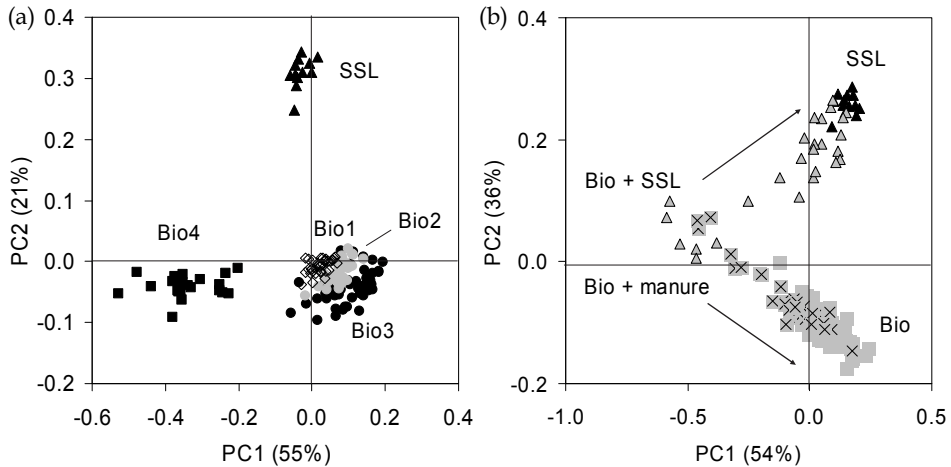 (a)
0.4
0.3
0.2
0.1
0.0
-0.1
-0.2
PC2 (21%)
SSL
Bio4
Bio1
Bio2
Bio3
-0.6
-0.4
-0.2
0.0
0.2
0.4
PC1 (55%)
(b)
0.4
0.2
0.0
-0.2
PC2 (36%)
SSL
Bio + SSL
Bio + manure
Bio
-1.0
-0.5
0.0
0.5
PC1 (54%)